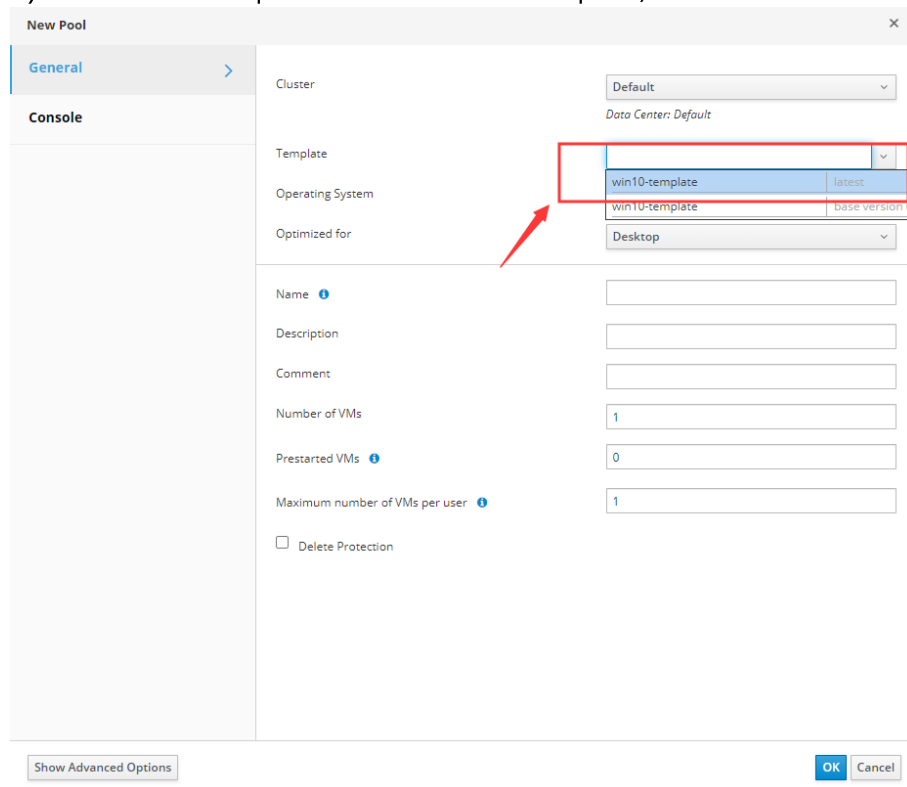 New Pool
General
Console
Cluster
Default
Data Center: Default
Template
win10-template latest
Operating System
win10-template base version
Optimized for
Desktop
Name
Description
Comment
Number of VMs
1
Prestarted VMs
0
Maximum number of VMs per user
1
Delete Protection
Show Advanced Options
OK
Cancel